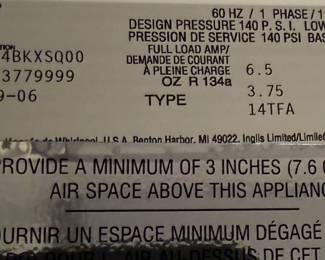 60 HZ / 1 PHASE/1
DESIGN PRESSURE 140 P.S.I. LOW
PRESSION DE SERVICE 140 PSI BAS
4BKXSQ00
FULL LOAD AMP/
DEMANDE DE COURANT
3779999
À PLEINE CHARGE 6.5
OZ R 134a
9-06
3.75
TYPE
14TFA
U.S.A. Benton Harbor, MI 49022. Inglis Limited/Limité
PROVIDE A MINIMUM OF 3 INCHES (7.6
AIR SPACE ABOVE THIS APPLIANC
OURNIR UN ESPACE MINIMUM DÉGAGÉ
DE CET